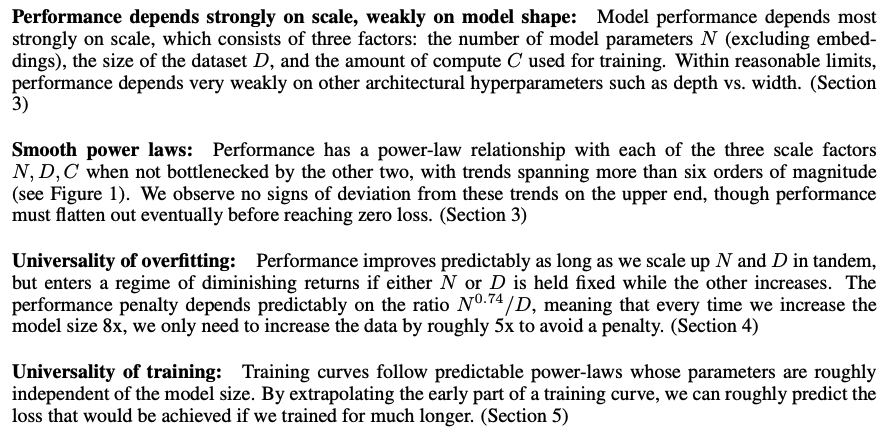 Performance depends strongly on scale, weakly on model shape: Model performance depends most
strongly on scale, which consists of three factors: the number of model parameters N (excluding embed-
dings), the size of the dataset D, and the amount of compute C used for training. Within reasonable limits,
performance depends very weakly on other architectural hyperparameters such as depth vs. width. (Section
3)
Smooth power laws: Performance has a power-law relationship with each of the three scale factors
N, D, C when not bottlenecked by the other two, with trends spanning more than six orders of magnitude
(see Figure 1). We observe no signs of deviation from these trends on the upper end, though performance
must flatten out eventually before reaching zero loss. (Section 3)
Universality of overfitting: Performance improves predictably as long as we scale up N and D in tandem,
but enters a regime of diminishing returns if either N or D is held fixed while the other increases. The
performance penalty depends predictably on the ratio N^0.74/D, meaning that every time we increase the
model size 8x, we only need to increase the data by roughly 5x to avoid a penalty. (Section 4)
Universality of training: Training curves follow predictable power-laws whose parameters are roughly
independent of the model size. By extrapolating the early part of a training curve, we can roughly predict the
loss that would be achieved if we trained for much longer. (Section 5)